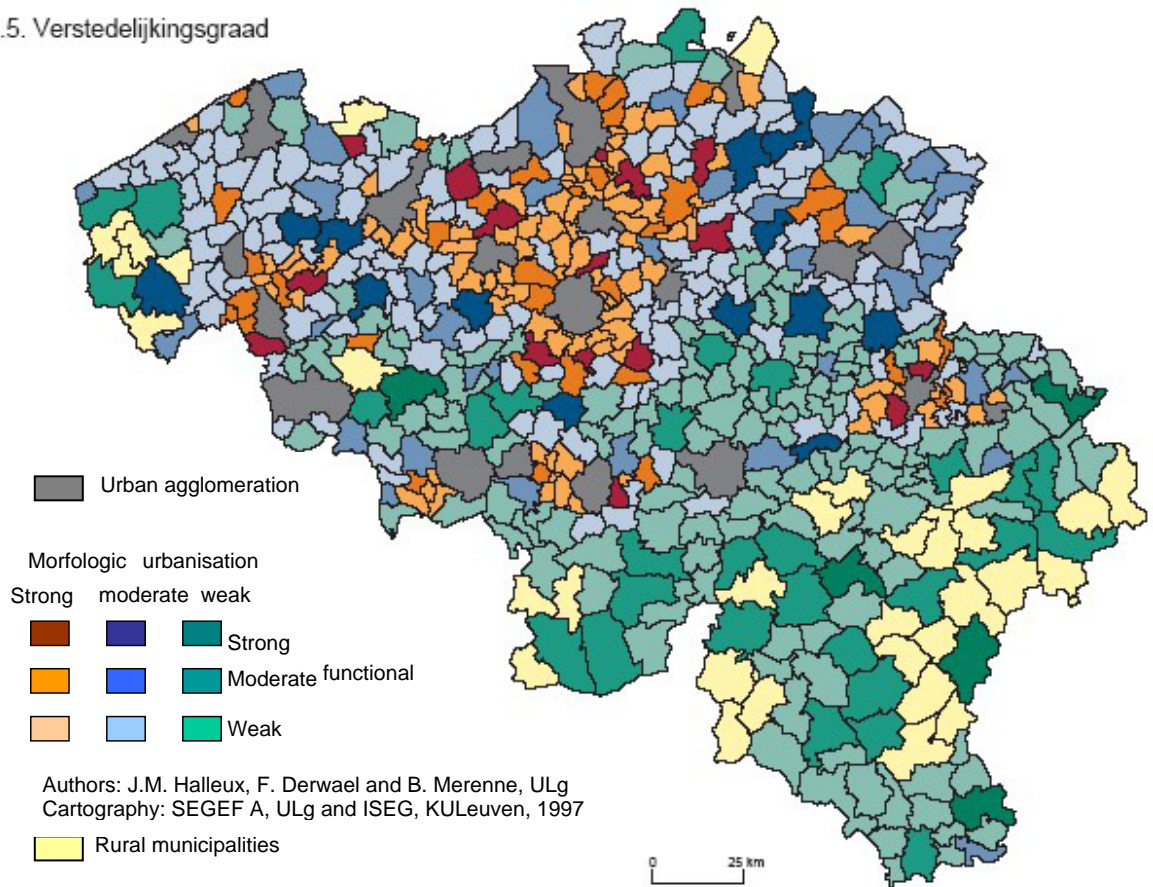 .5. Verstedelijkingsgraad
Urban agglomeration
Morfologic urbanisation
Strong moderate weak
Strong
Moderate functional
Weak
Authors: J.M. Halleux, F. Derwael and B. Merenne, ULg
Cartography: SEGEF A, ULg and ISEG, KULeuven, 1997
Rural municipalities
0 25 km